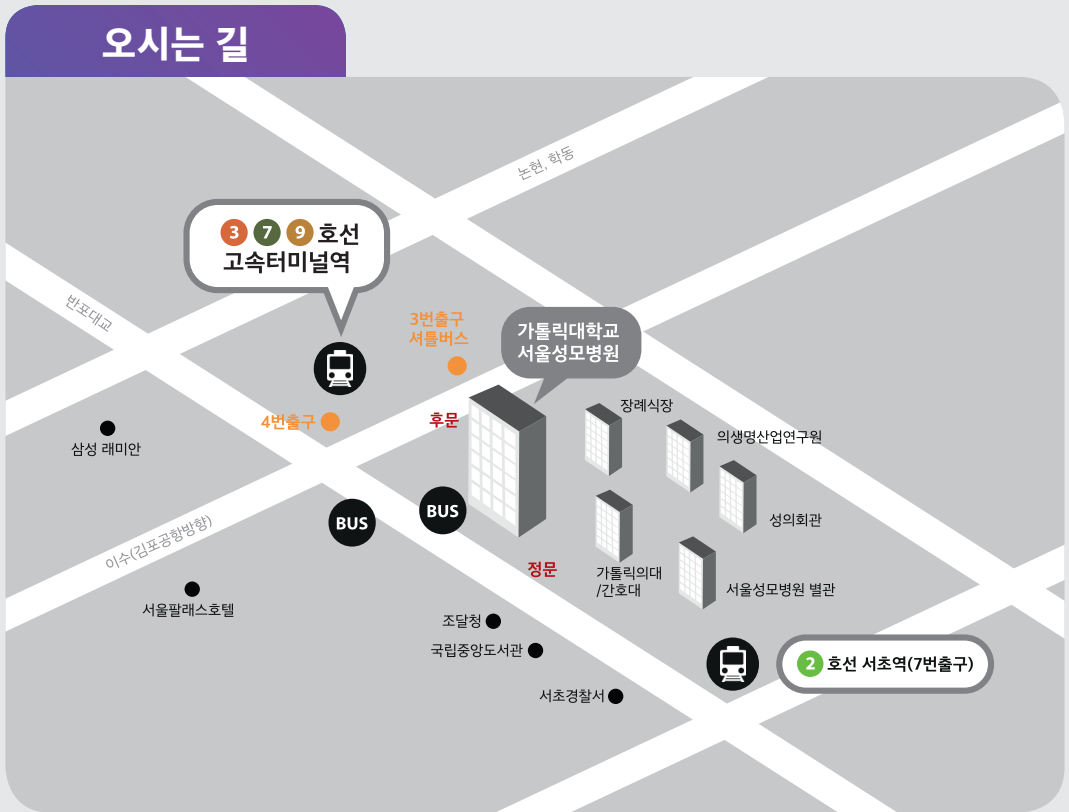 오시는 길
논현, 학동
3 7 9 호선
고속터미널역
반포대교
3번출구
셔틀버스
가톨릭대학교
서울성모병원
장례식장
4번출구
후문
의생명산업연구원
삼성 래미안
BUS
BUS
성의회관
이수(김포공항방향)
정문
가톨릭의대
/간호대
서울성모병원 별관
서울팔래스호텔
조달청
국립중앙도서관
2 호선 서초역(7번출구)
서초경찰서